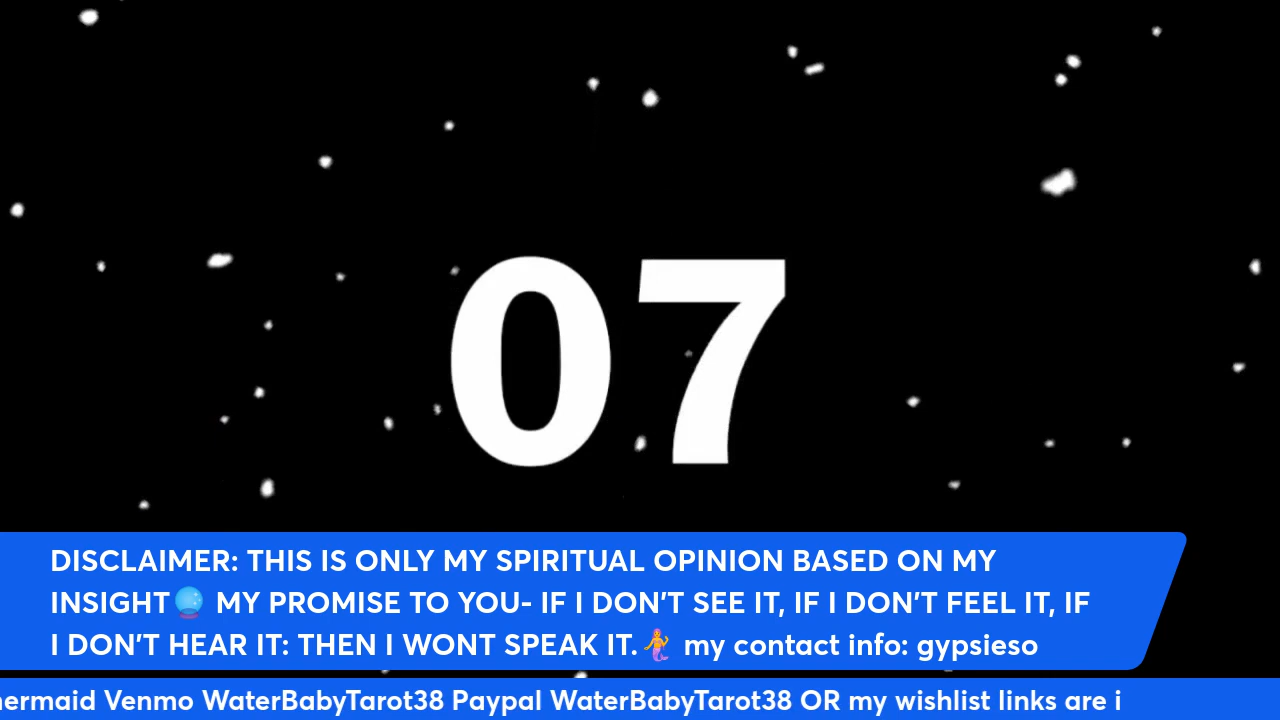 07
DISCLAIMER: THIS IS ONLY MY SPIRITUAL OPINION BASED ON MY
INSIGHT🔮 MY PROMISE TO YOU- IF I DON'T SEE IT, IF I DON'T FEEL IT, IF
I DON'T HEAR IT: THEN I WONT SPEAK IT.🧜‍♀️ my contact info: gypsieso
ermaid Venmo WaterBabyTarot38 Paypal WaterBabyTarot38 OR my wishlist links are i